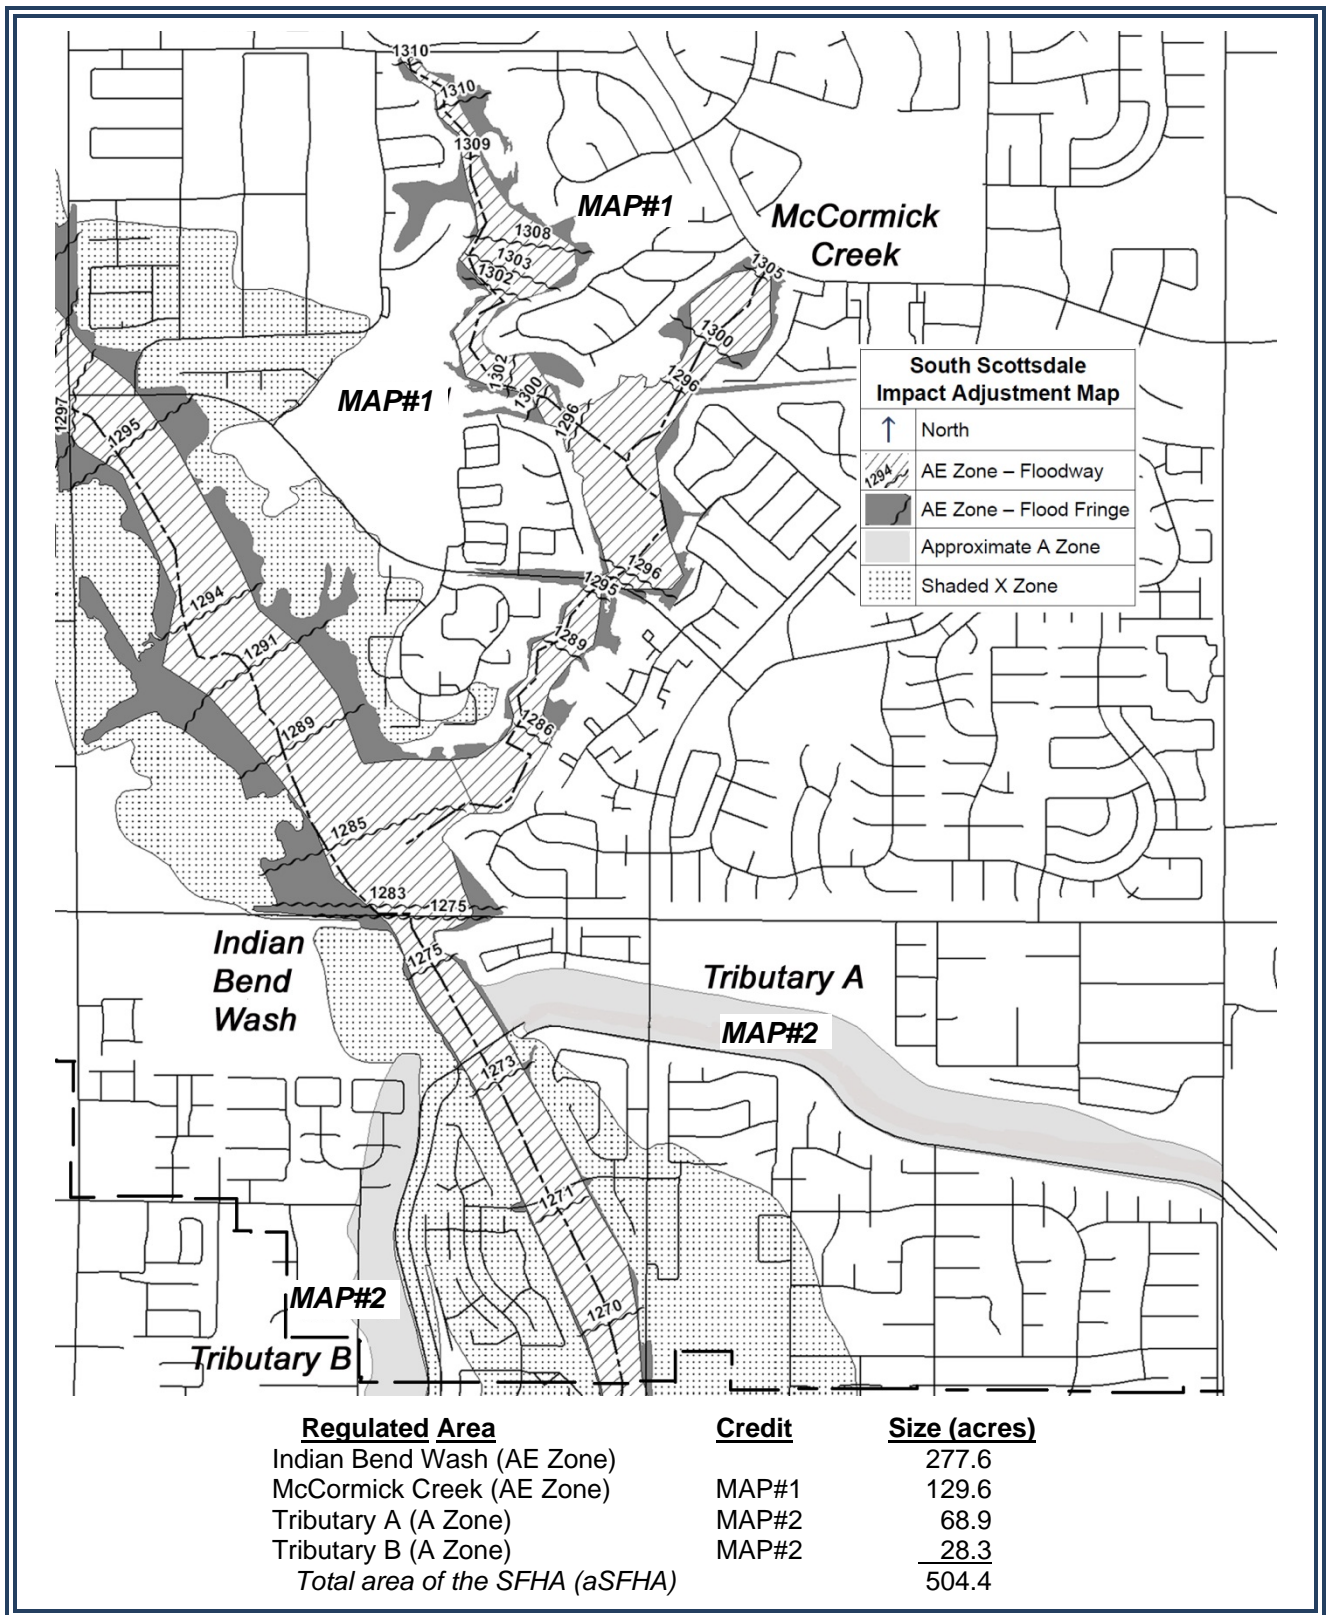 1310
1310
1309
MAP#1
McCormick
Creek
1308
1303
1302
1305
1300
1302
1300
1296
1296
MAP#1
1297
1295
South Scottsdale
Impact Adjustment Map
North
1294 AE Zone – Floodway
AE Zone – Flood Fringe
Approximate A Zone
Shaded X Zone
1296
1295
1294
1289
1291
1286
1289
1285
1283
1275
Indian
Bend
Wash
1275
Tributary A
MAP#2
1273
1271
MAP#2
1270
Tributary B
Regulated Area Credit Size (acres)
Indian Bend Wash (AE Zone) 277.6
McCormick Creek (AE Zone) MAP#1 129.6
Tributary A (A Zone) MAP#2 68.9
Tributary B (A Zone) MAP#2 28.3
Total area of the SFHA (aSFHA) 504.4